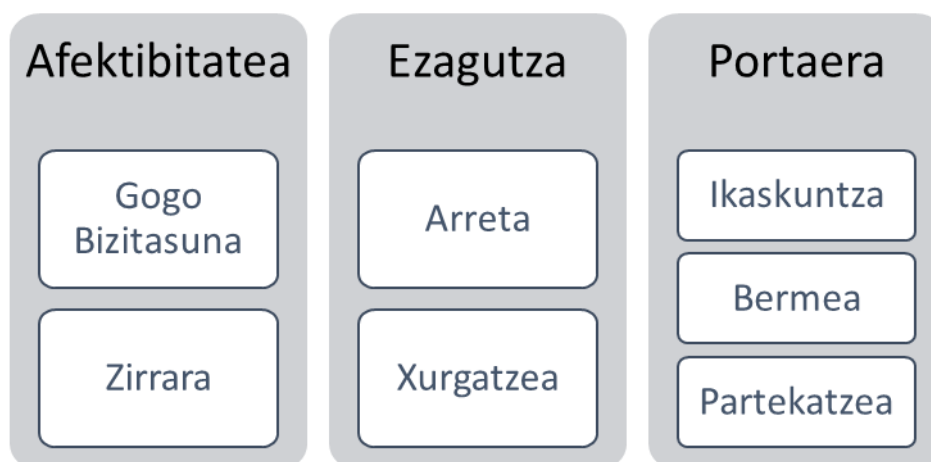 Afektibitatea
Gogo
Bizitasuna
Zirrara
Ezagutza
Arreta
Xurgatzea
Portaera
Ikaskuntza
Bermea
Partekatzea